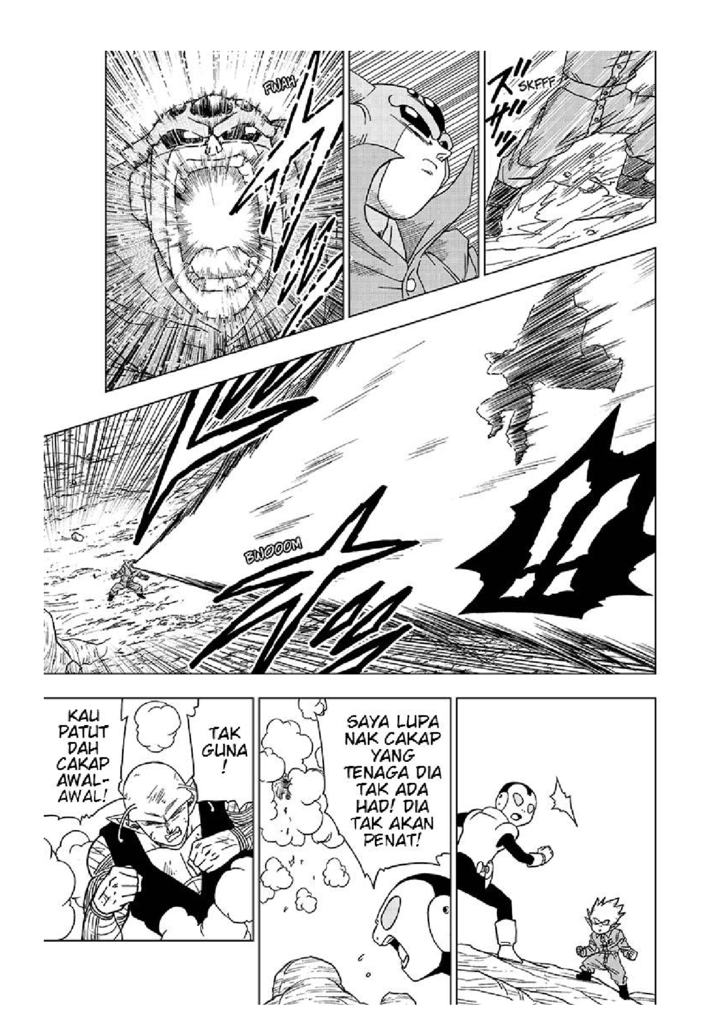 SKFFF
FWAH
BWOOOM
!!
SAYA LUPA
NAK CAKAP
YANG
TENAGA DIA
TAK ADA
HAD! DIA
TAK AKAN
PENAT!
TAK
GUNA
!
KAU
PATUT
DAH
CAKAP
AWAL-
AWAL!